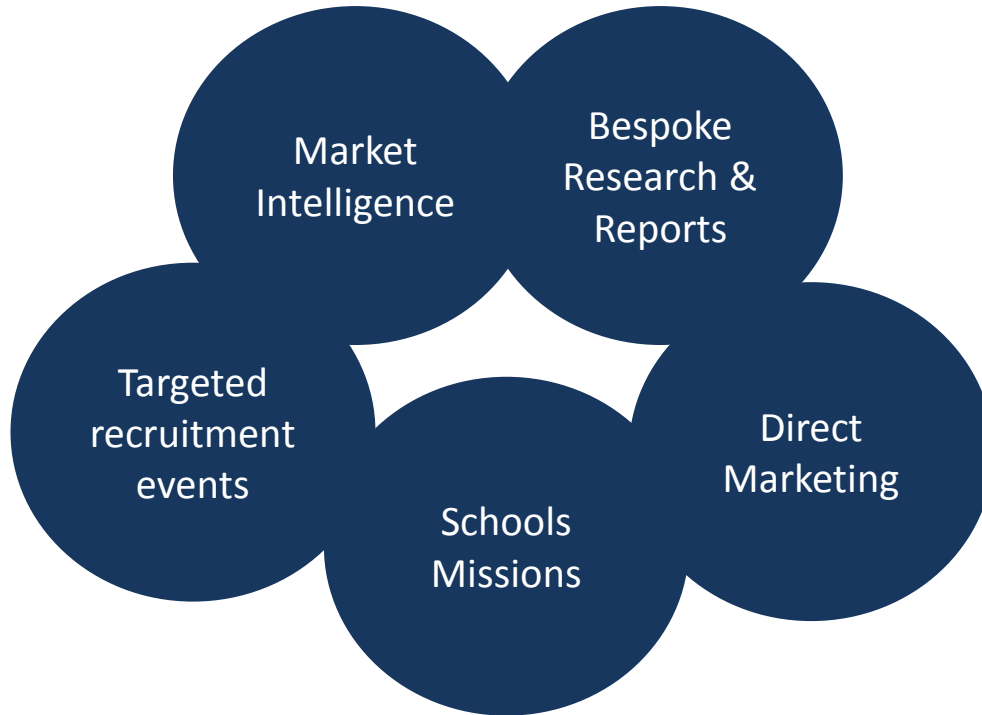 Market
Intelligence
Bespoke
Research &
Reports
Targeted
recruitment
events
Direct
Marketing
Schools
Missions